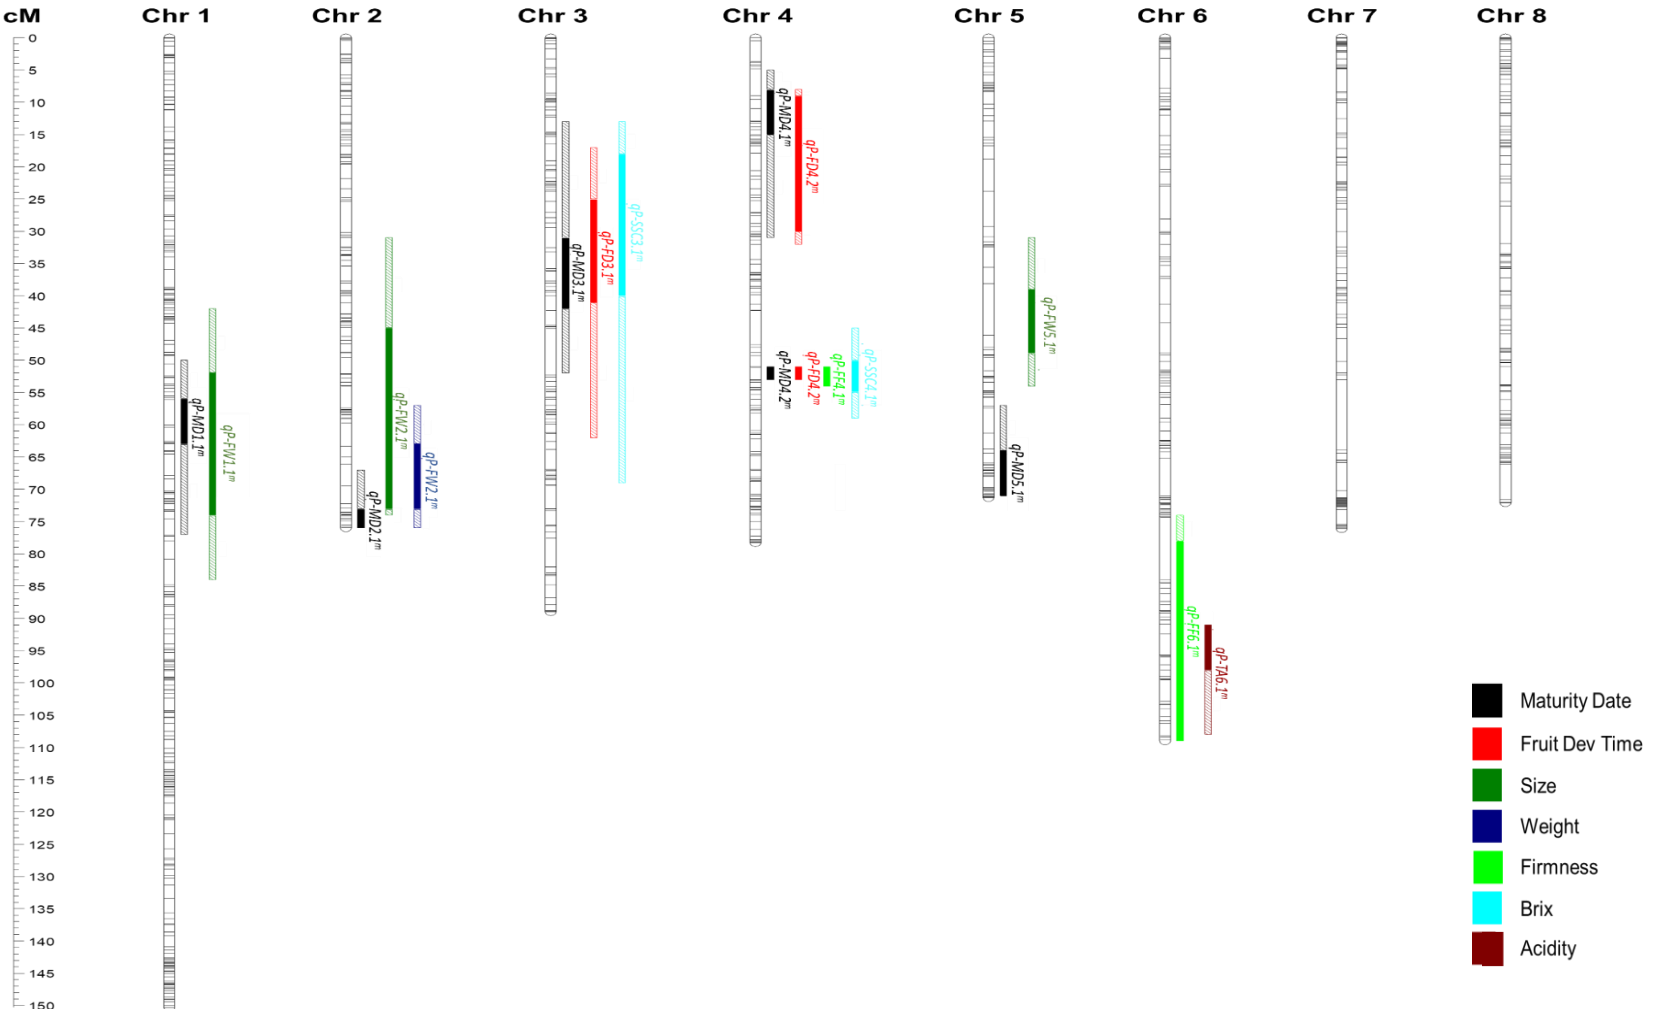 cM Chr 1 Chr 2 Chr 3 Chr 4 Chr 5 Chr 6 Chr 7 Chr 8
0
5
10
15
20
25
30
35
40
45
50
55
60
65
70
75
80
85
90
95
100
105
110
115
120
125
130
135
140
145
150
qP-MD1.1m
qP-FW1.1m
qP-MD2.1m
qP-FW2.1m
qP-FW2.1m
qP-MD3.1m
qP-FD3.1m
qP-SSC3.1m
qP-MD4.1m
qP-FD4.2m
qP-MD4.2m
qP-FD4.2m
qP-FF4.1m
qP-SSC4.1m
qP-MD5.1m
qP-FW5.1m
qP-FF6.1m
qP-TA6.1m
Maturity Date
Fruit Dev Time
Size
Weight
Firmness
Brix
Acidity